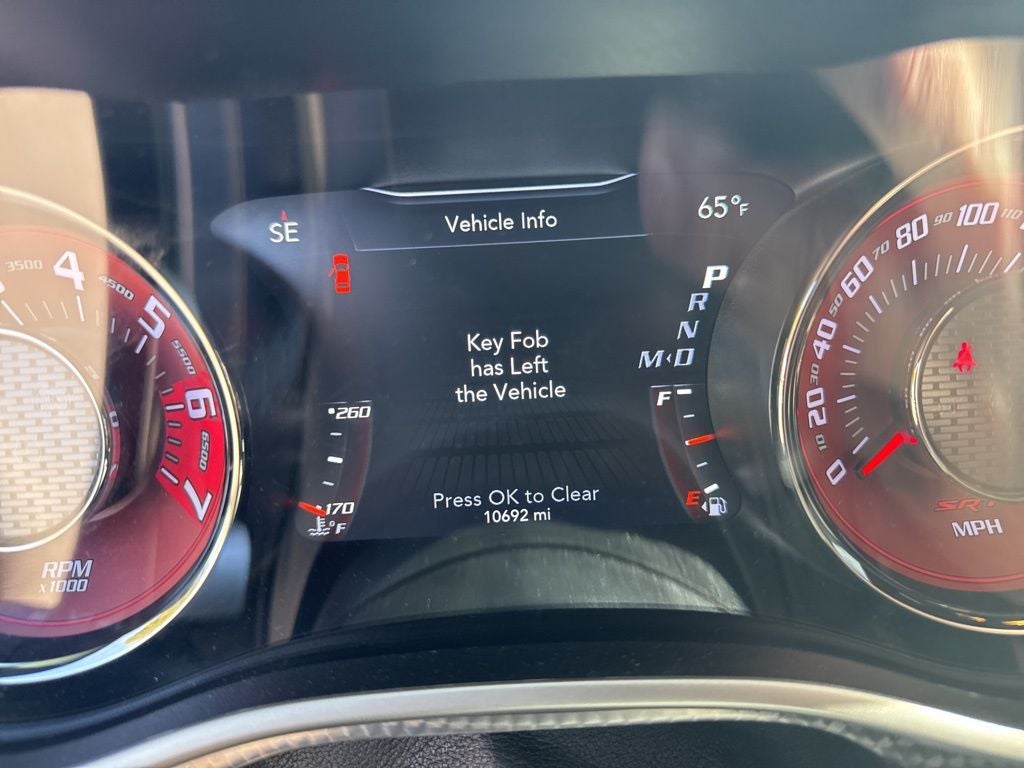 Vehicle Info
SE
65°F
P
R
N
M D
Key Fob
has Left
the Vehicle
Press OK to Clear
10692 mi
260
170
°F
F
E
3500
4
4500
5
5500
6
6500
7
RPM
x1000
0
10
20
30
40
50
60
70
80
90
100
110
MPH